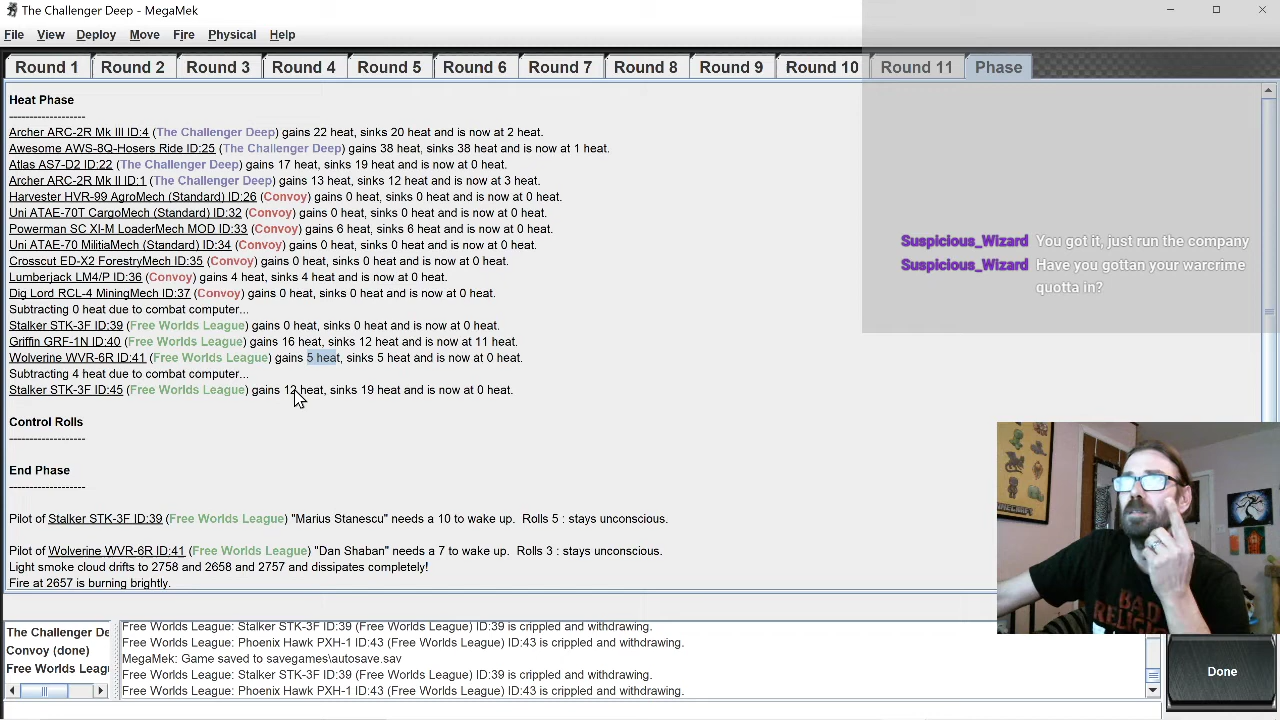 The Challenger Deep - MegaMek
File View Deploy Move Fire Physical Help
Round 1 Round 2 Round 3 Round 4 Round 5 Round 6 Round 7 Round 8 Round 9 Round 10 Round 11 Phase
Heat Phase
-------------------
Archer ARC-2R Mk III ID:4 (The Challenger Deep) gains 22 heat, sinks 20 heat and is now at 2 heat.
Awesome AWS-8Q-Hosers Ride ID:25 (The Challenger Deep) gains 38 heat, sinks 38 heat and is now at 1 heat.
Atlas AS7-D2 ID:22 (The Challenger Deep) gains 17 heat, sinks 19 heat and is now at 0 heat.
Archer ARC-2R Mk II ID:1 (The Challenger Deep) gains 13 heat, sinks 12 heat and is now at 3 heat.
Harvester HVR-99 AgroMech (Standard) ID:26 (Convoy) gains 0 heat, sinks 0 heat and is now at 0 heat.
Uni ATAE-70T CargoMech (Standard) ID:32 (Convoy) gains 0 heat, sinks 0 heat and is now at 0 heat.
Powerman SC XI-M LoaderMech MOD ID:33 (Convoy) gains 6 heat, sinks 6 heat and is now at 0 heat.
Uni ATAE-70 MilitiaMech (Standard) ID:34 (Convoy) gains 0 heat, sinks 0 heat and is now at 0 heat.
Crosscut ED-X2 ForestryMech ID:35 (Convoy) gains 0 heat, sinks 0 heat and is now at 0 heat.
Lumberjack LM4/P ID:36 (Convoy) gains 4 heat, sinks 4 heat and is now at 0 heat.
Dig Lord RCL-4 MiningMech ID:37 (Convoy) gains 0 heat, sinks 0 heat and is now at 0 heat.
Subtracting 0 heat due to combat computer...
Stalker STK-3F ID:39 (Free Worlds League) gains 0 heat, sinks 0 heat and is now at 0 heat.
Griffin GRF-1N ID:40 (Free Worlds League) gains 16 heat, sinks 12 heat and is now at 11 heat.
Wolverine WVR-6R ID:41 (Free Worlds League) gains 5 heat, sinks 5 heat and is now at 0 heat.
Subtracting 4 heat due to combat computer...
Stalker STK-3F ID:45 (Free Worlds League) gains 12 heat, sinks 19 heat and is now at 0 heat.
Control Rolls
-------------------
End Phase
-------------------
Pilot of Stalker STK-3F ID:39 (Free Worlds League) "Marius Stanescu" needs a 10 to wake up. Rolls 5 : stays unconscious.
Pilot of Wolverine WVR-6R ID:41 (Free Worlds League) "Dan Shaban" needs a 7 to wake up. Rolls 3 : stays unconscious.
Light smoke cloud drifts to 2758 and 2658 and 2757 and dissipates completely!
Fire at 2657 is burning brightly.
Suspicious_Wizard You got it, just run the company
Suspicious_Wizard Have you gottan your warcrime
quotta in?
BAD
RELIGION
The Challenger De
Convoy (done)
Free Worlds Leag
Free Worlds League: Stalker STK-3F ID:39 (Free Worlds League) ID:39 is crippled and withdrawing.
Free Worlds League: Phoenix Hawk PXH-1 ID:43 (Free Worlds League) ID:43 is crippled and withdrawing.
MegaMek: Game saved to savegames\autosave.sav
Free Worlds League: Stalker STK-3F ID:39 (Free Worlds League) ID:39 is crippled and withdrawing.
Free Worlds League: Phoenix Hawk PXH-1 ID:43 (Free Worlds League) ID:43 is crippled and withdrawing.
Done